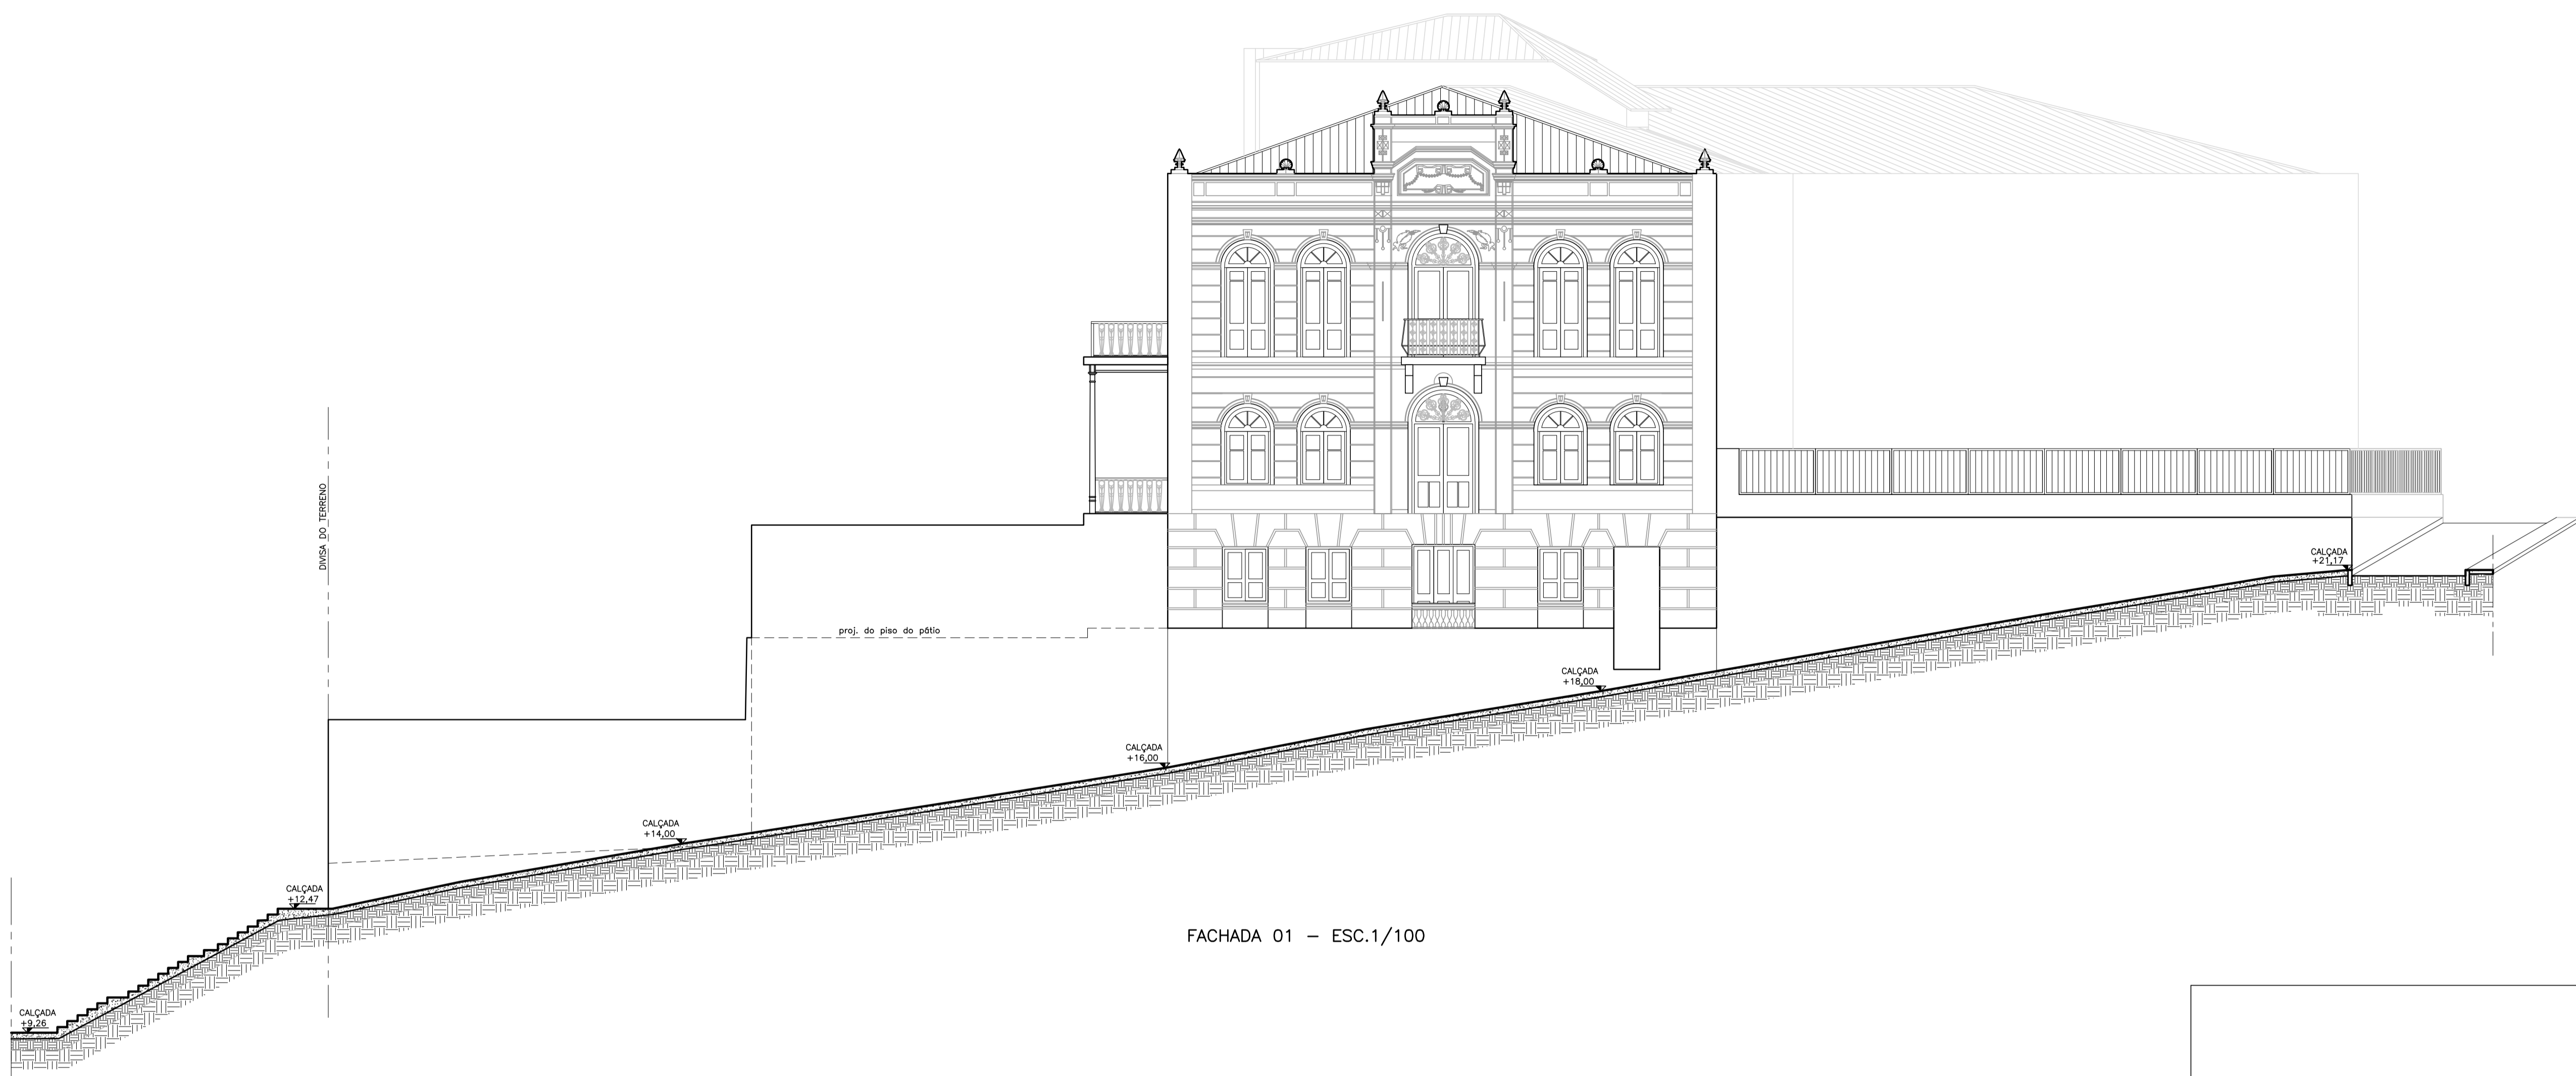 DIVISA DO TERRENO
CALÇADA
+21,17
proj. do piso do pátio
CALÇADA
+18,00
CALÇADA
+16,00
CALÇADA
+14,00
CALÇADA
+12,47
FACHADA 01 – ESC.1/100
CALÇADA
+9,26